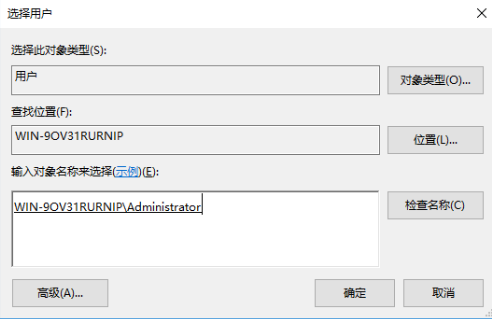 选择用户
选择此对象类型(S):
用户
对象类型(O)...
查找位置(F):
WIN-9OV31RURNIP
位置(L)...
输入对象名称来选择(示例)(E):
WIN-9OV31RURNIP\Administrator
检查名称(C)
高级(A)...
确定
取消